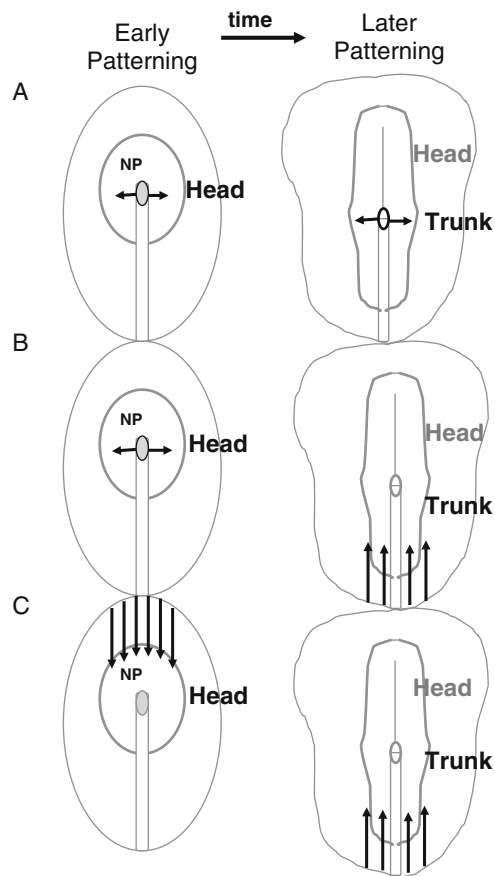 Early
Patterning
time
Later
Patterning
A
NP
Head
Head
Trunk
B
NP
Head
Head
Trunk
C
NP
Head
Head
Trunk